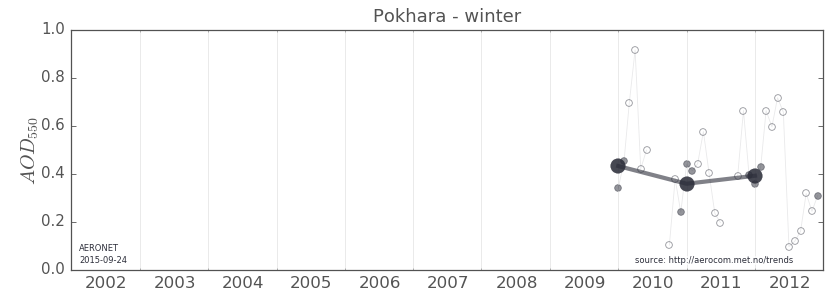 Pokhara - winter
1.0
0.8
0.6
0.4
0.2
0.0
AOD550
AERONET
2015-09-24
source: http://aerocom.met.no/trends
2002 2003 2004 2005 2006 2007 2008 2009 2010 2011 2012